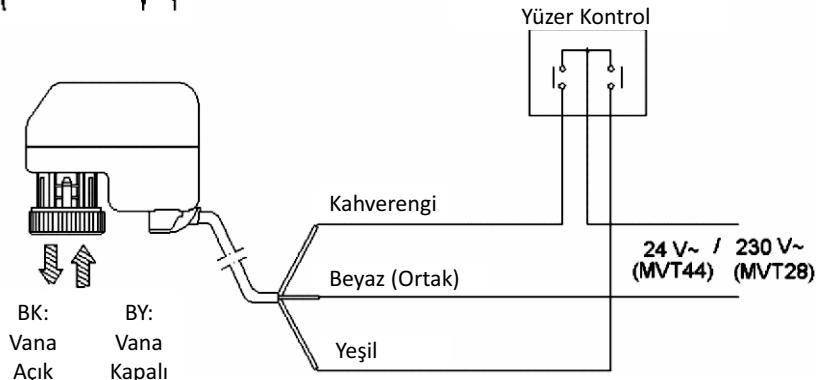 Yüzer Kontrol
Kahverengi
24 V~ / 230 V~
(MVT44) (MVT28)
Beyaz (Ortak)
BK:
Vana
Açık
BY:
Vana
Kapalı
Yeşil